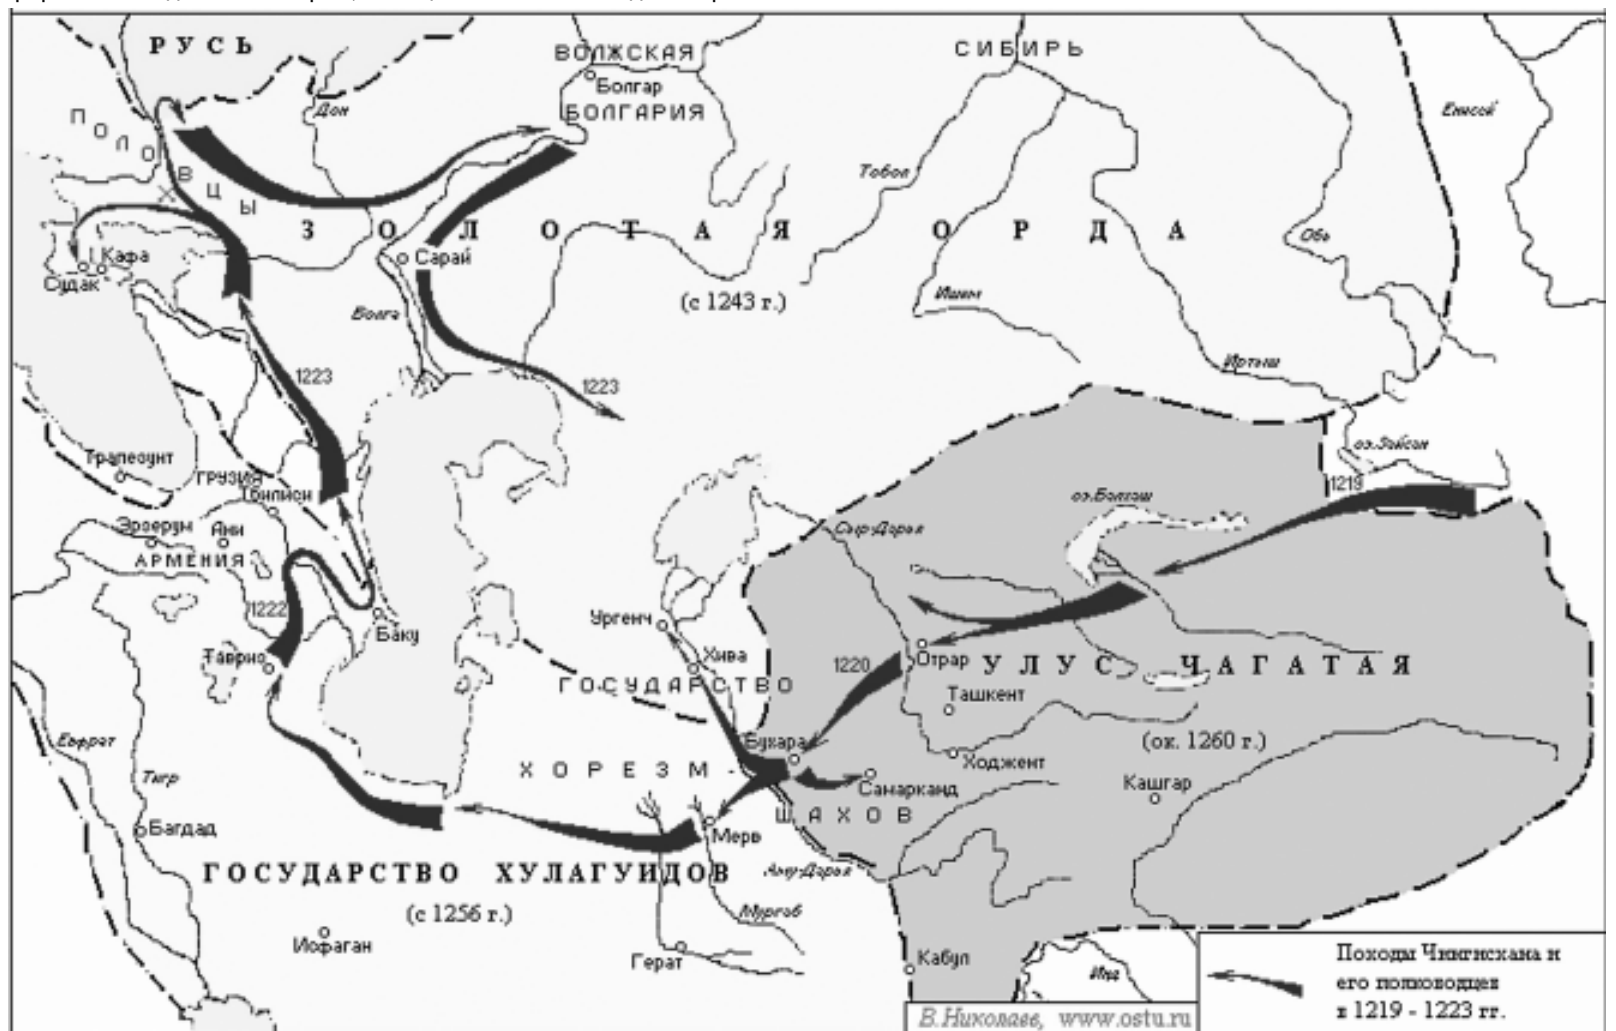 РУСЬ
ВОЛЖСКАЯ
СИБИРЬ
Болгар
БОЛГАРИЯ
Дон
Енисей
ПОЛОВЦЫ
Тобол
ЗОЛОТАЯ ОРДА
Обь
Кафа
Судак
Сарай
(с 1243 г.)
Ишим
Волга
Иртыш
1223
1223
оз.Зайсан
Трапезунт
ГРУЗИЯ
Тбилиси
1219
оз.Балхаш
Эрзерум
Ани
АРМЕНИЯ
Сыр-Дарья
1222
Баку
Ургенч
Хива
Отрар
УЛУС ЧАГАТАЯ
Таврио
1220
ГОСУДАРСТВО
Ташкент
Евфрат
Бухара
(ок. 1260 г.)
Ходжент
Тигр
ХОРЕЗМ -
Самарканд
Кашгар
ШАХОВ
Багдад
Мерв
ГОСУДАРСТВО ХУЛАГУИДОВ
Аму-Дарья
(с 1256 г.)
Мургаб
Иофаган
Герат
Кабул
Инд
Походы Чингисхана и
его полководцев
в 1219 - 1223 гг.
В.Николаев, www.ostu.ru